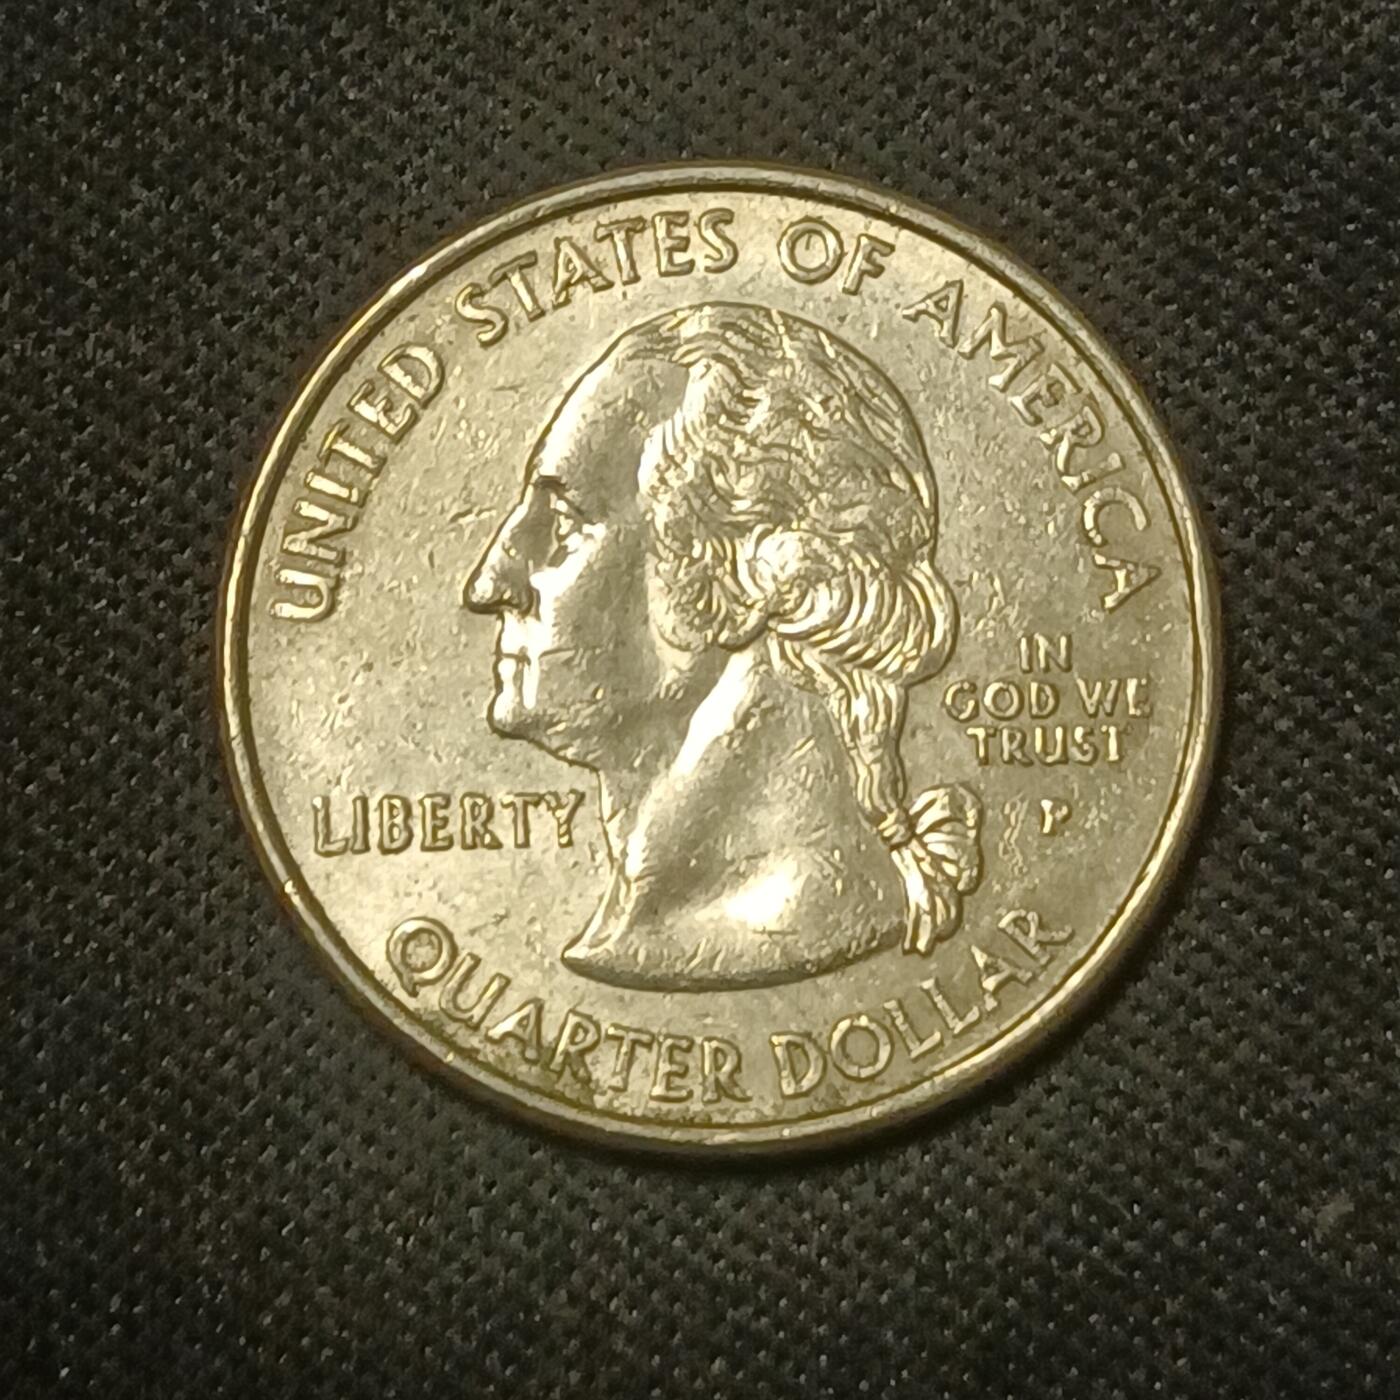 UNITED STATES OF AMERICA
LIBERTY
IN
GOD WE
TRUST
P
QUARTER DOLLAR